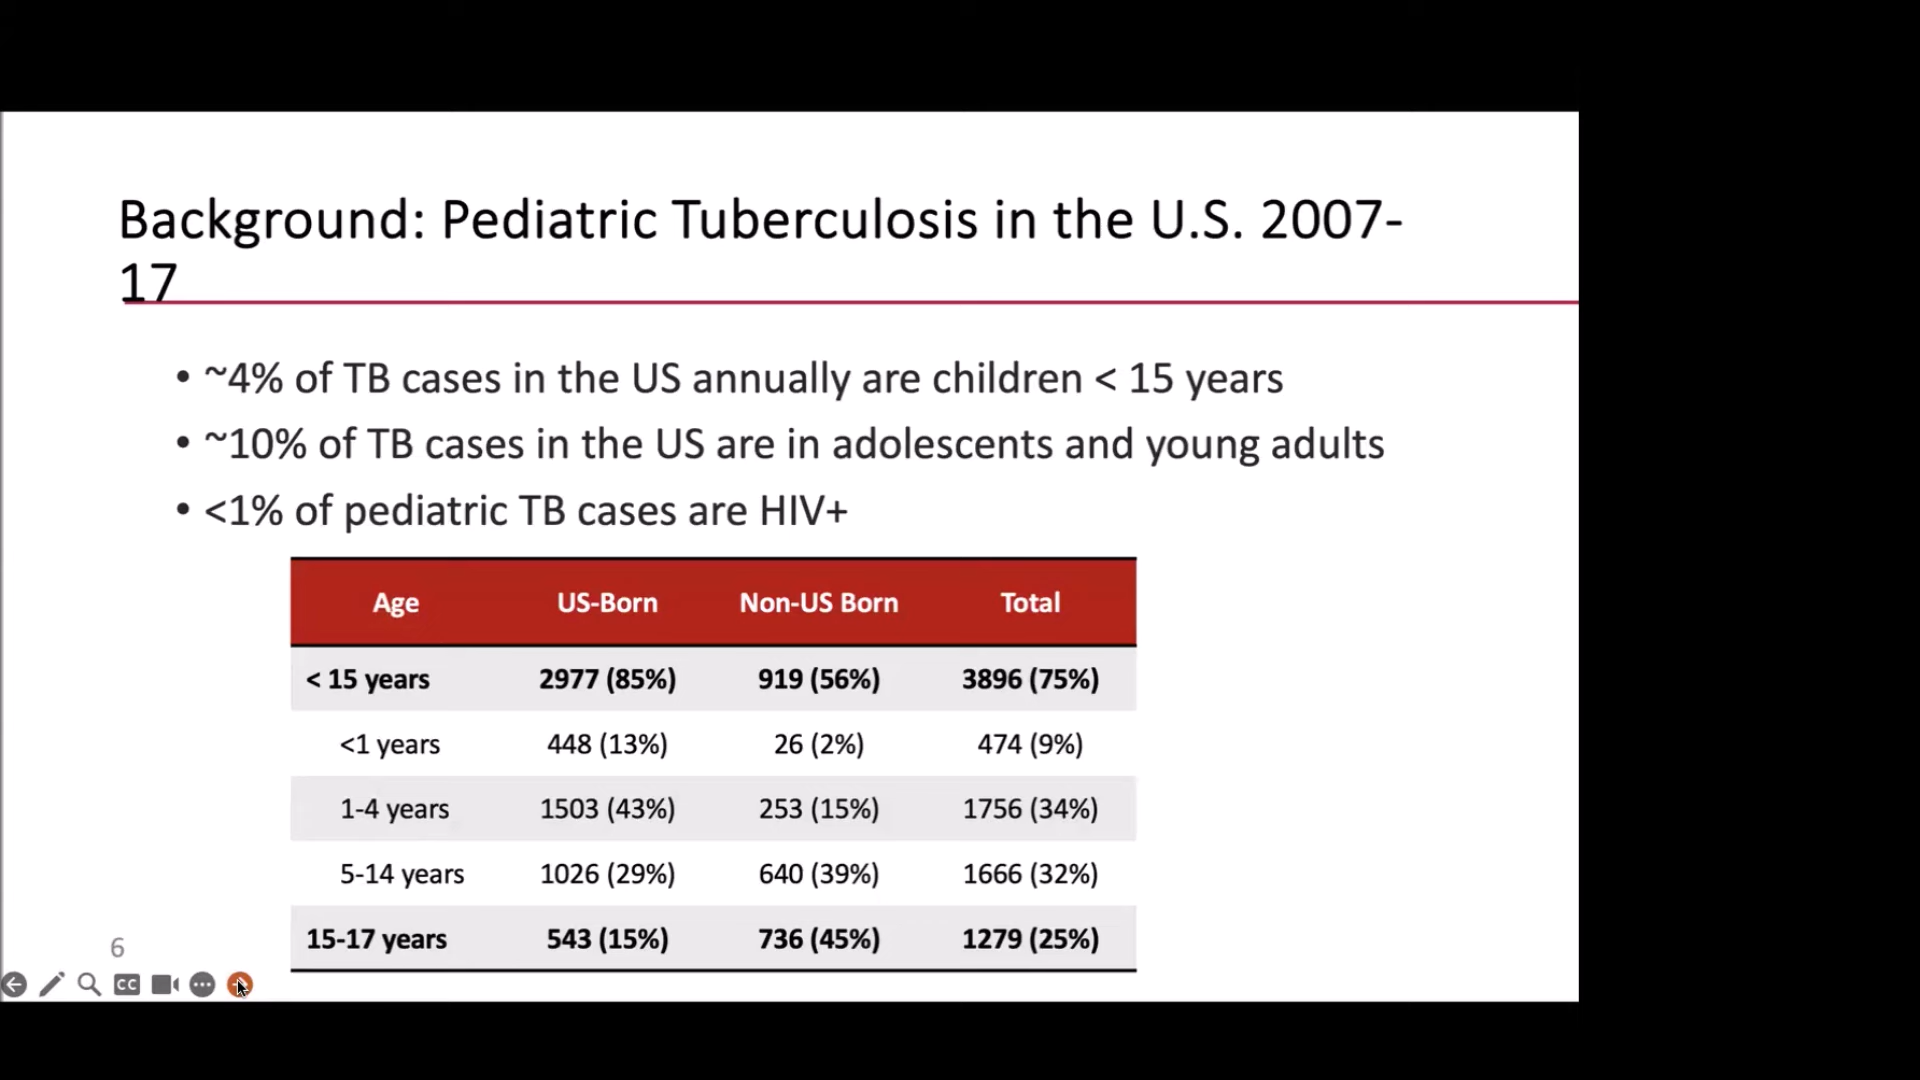 Background: Pediatric Tuberculosis in the U.S. 2007-
17
• ~4% of TB cases in the US annually are children < 15 years
• ~10% of TB cases in the US are in adolescents and young adults
• <1% of pediatric TB cases are HIV+
Age US-Born Non-US Born Total
< 15 years 2977 (85%) 919 (56%) 3896 (75%)
<1 years 448 (13%) 26 (2%) 474 (9%)
1-4 years 1503 (43%) 253 (15%) 1756 (34%)
5-14 years 1026 (29%) 640 (39%) 1666 (32%)
15-17 years 543 (15%) 736 (45%) 1279 (25%)
6
CC